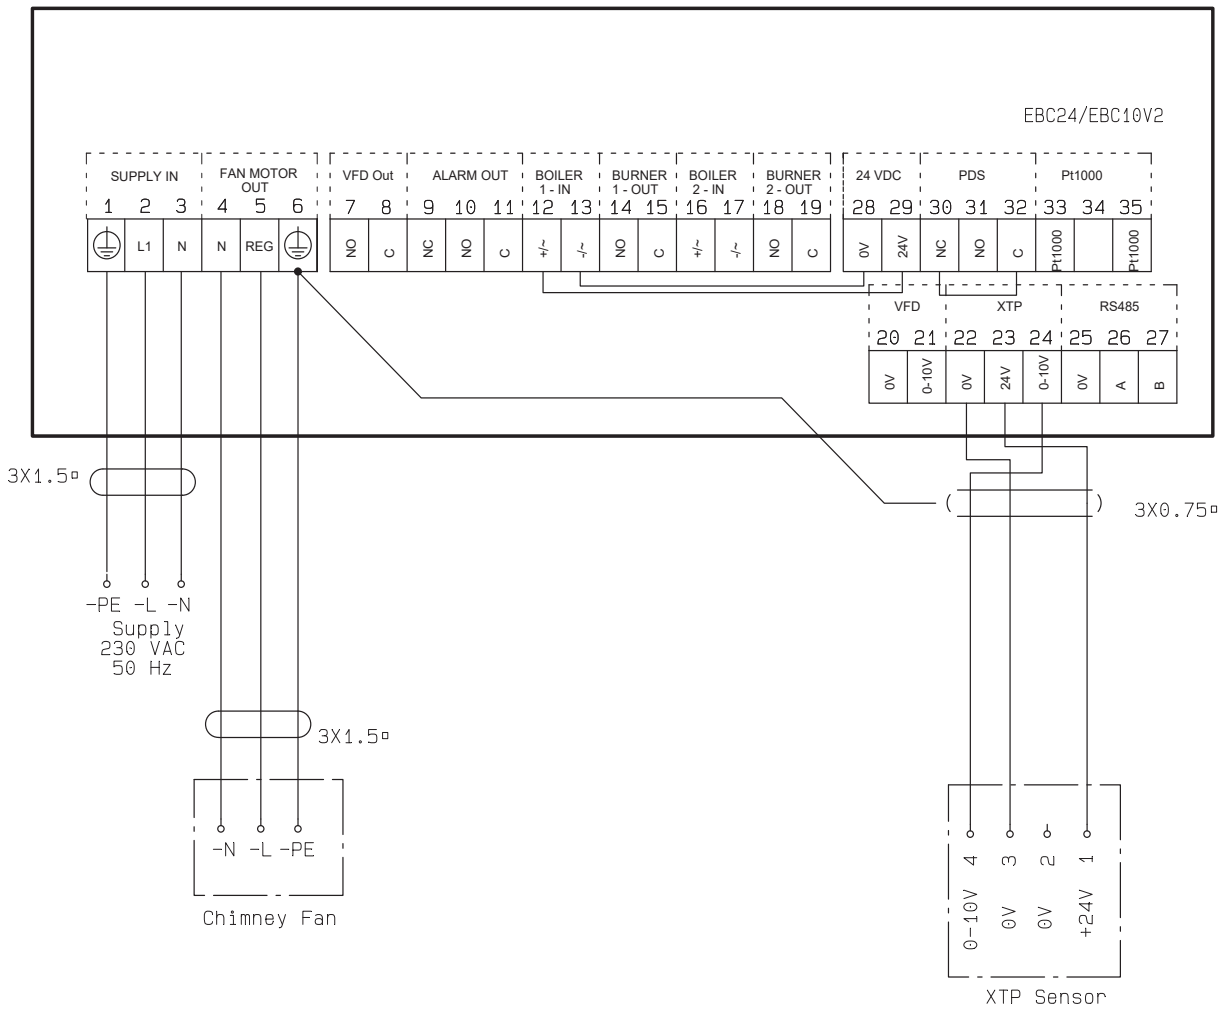 EBC24/EBC10V2
SUPPLY IN
FAN MOTOR
OUT
VFD Out
ALARM OUT
BOILER
1 - IN
BURNER
1 - OUT
BOILER
2 - IN
BURNER
2 - OUT
24 VDC
PDS
Pt1000
1 2 3 4 5 6 7 8 9 10 11 12 13 14 15 16 17 18 19 28 29 30 31 32 33 34 35
L1 N N REG NO C NC NO C +/~ -/~ NO C +/~ -/~ NO C 0V 24V NC NO C Pt1000 Pt1000
VFD
XTP
RS485
20 21 22 23 24 25 26 27
0V 0-10V 0V 24V 0-10V 0V A B
3X1.5▫
3X0.75▫
-PE -L -N
Supply
230 VAC
50 Hz
3X1.5▫
-N -L -PE
Chimney Fan
4 3 2 1
0-10V 0V 0V +24V
XTP Sensor